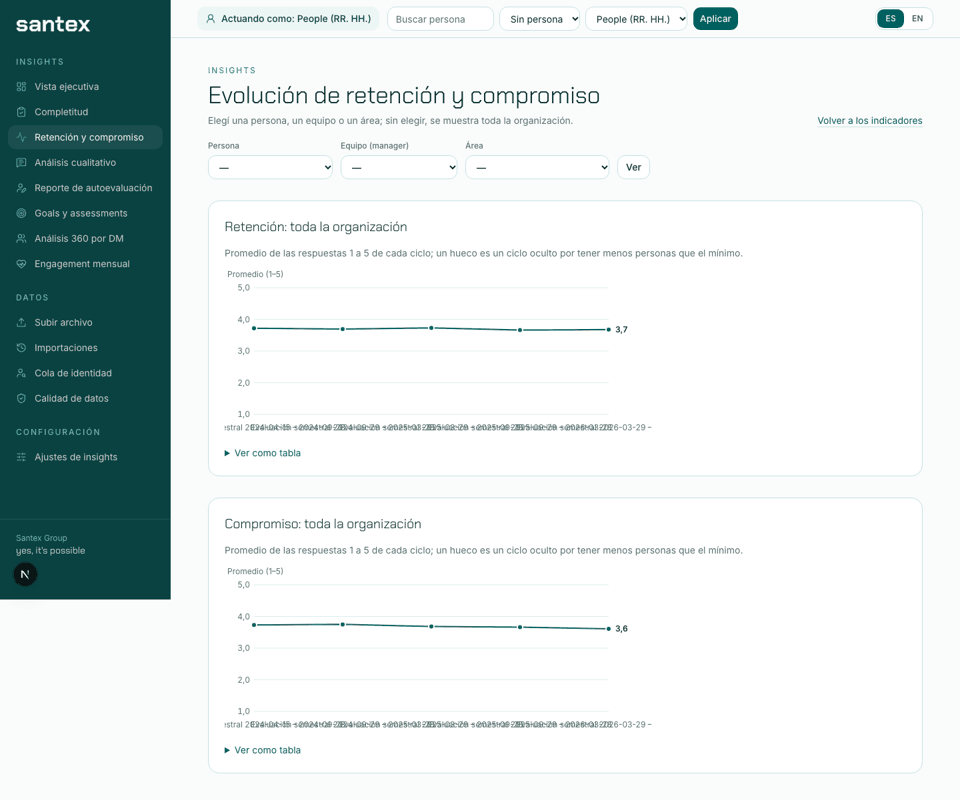 santex
INSIGHTS
Vista ejecutiva
Completitud
Retención y compromiso
Análisis cualitativo
Reporte de autoevaluación
Goals y assessments
Análisis 360 por DM
Engagement mensual
DATOS
Subir archivo
Importaciones
Cola de identidad
Calidad de datos
CONFIGURACIÓN
Ajustes de insights
Santex Group
yes, it's possible
N
Actuando como: People (RR. HH.)
Buscar persona
Sin persona
People (RR. HH.)
Aplicar
ES
EN
INSIGHTS
Evolución de retención y compromiso
Elegí una persona, un equipo o un área; sin elegir, se muestra toda la organización.
Volver a los indicadores
Persona
Equipo (manager)
Área
—
—
—
Ver
Retención: toda la organización
Promedio de las respuestas 1 a 5 de cada ciclo; un hueco es un ciclo oculto por tener menos personas que el mínimo.
Promedio (1–5)
5,0
4,0
3,0
2,0
1,0
3,7
Ver como tabla
Compromiso: toda la organización
Promedio de las respuestas 1 a 5 de cada ciclo; un hueco es un ciclo oculto por tener menos personas que el mínimo.
Promedio (1–5)
5,0
4,0
3,0
2,0
1,0
3,6
Ver como tabla